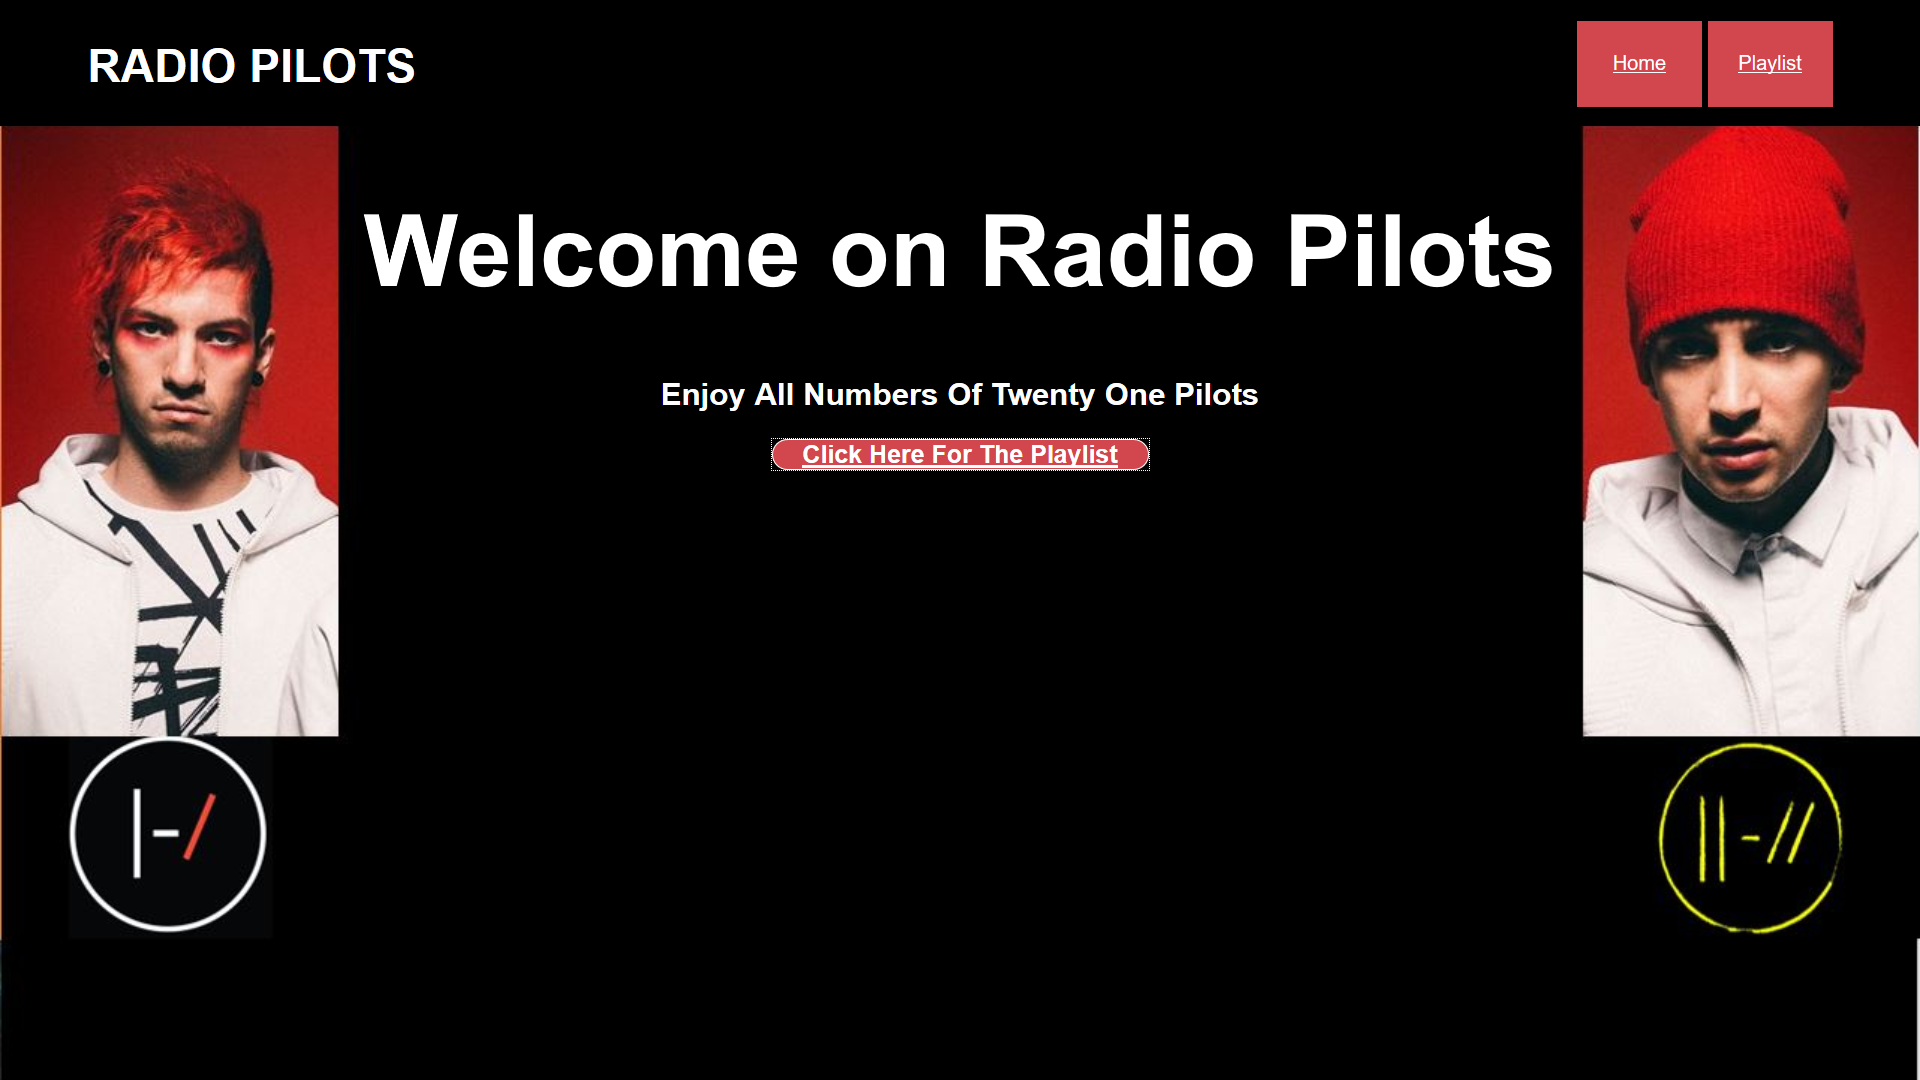 RADIO PILOTS
Home
Playlist
Welcome on Radio Pilots
Enjoy All Numbers Of Twenty One Pilots
Click Here For The Playlist
|-/
||-//